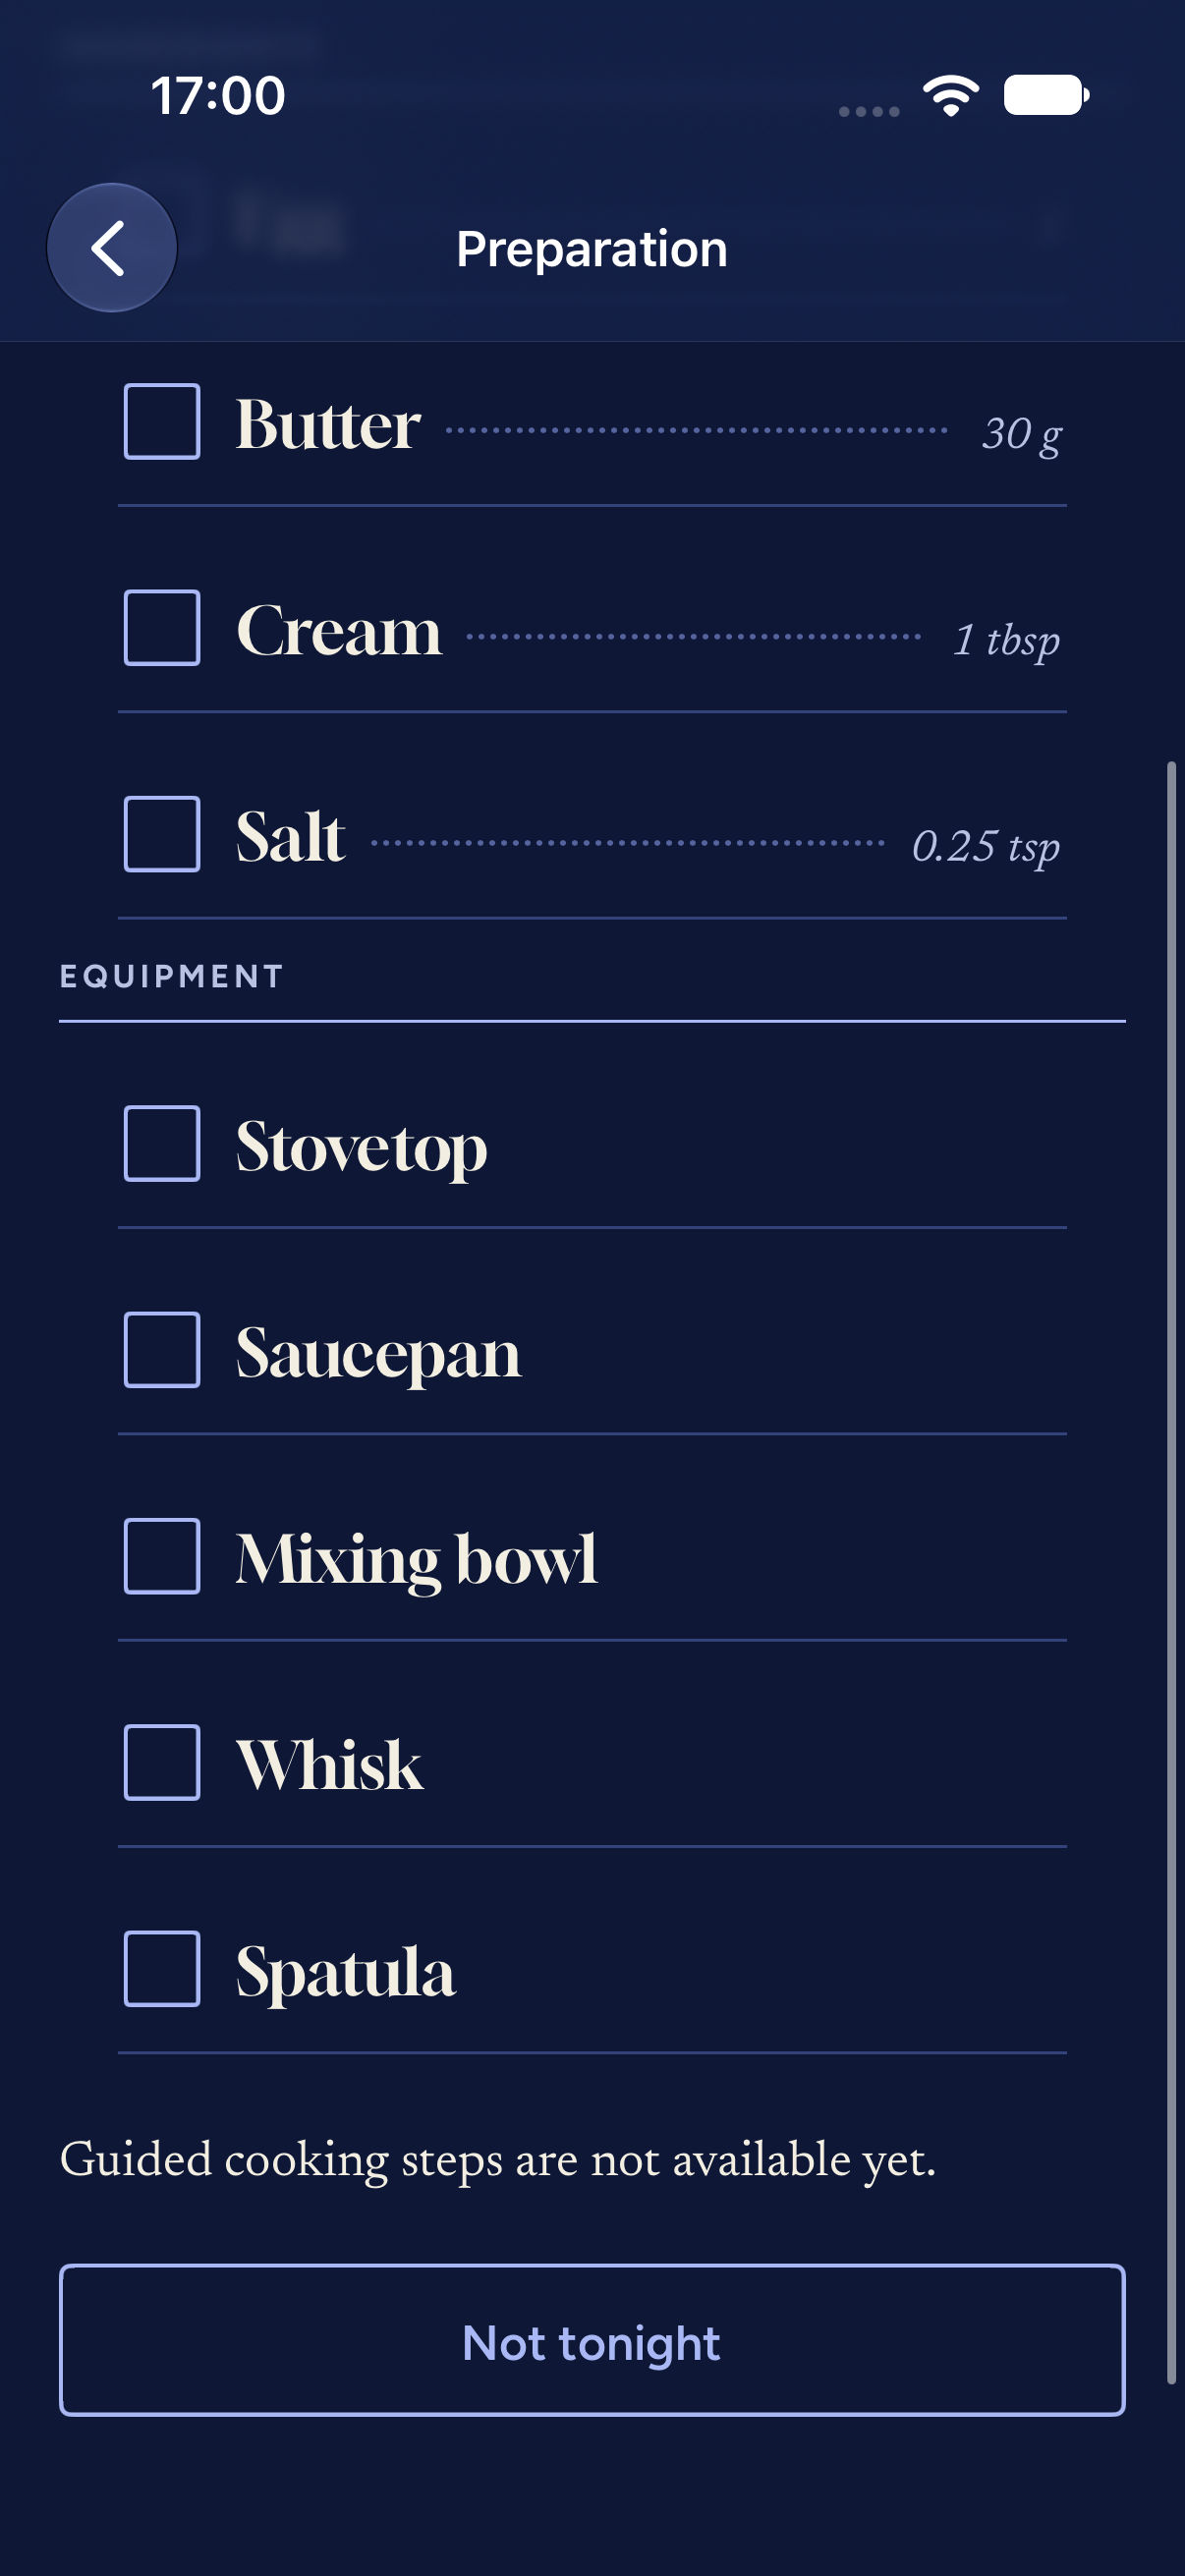 17:00
Preparation
Butter 30 g
Cream 1 tbsp
Salt 0.25 tsp
EQUIPMENT
Stovetop
Saucepan
Mixing bowl
Whisk
Spatula
Guided cooking steps are not available yet.
Not tonight